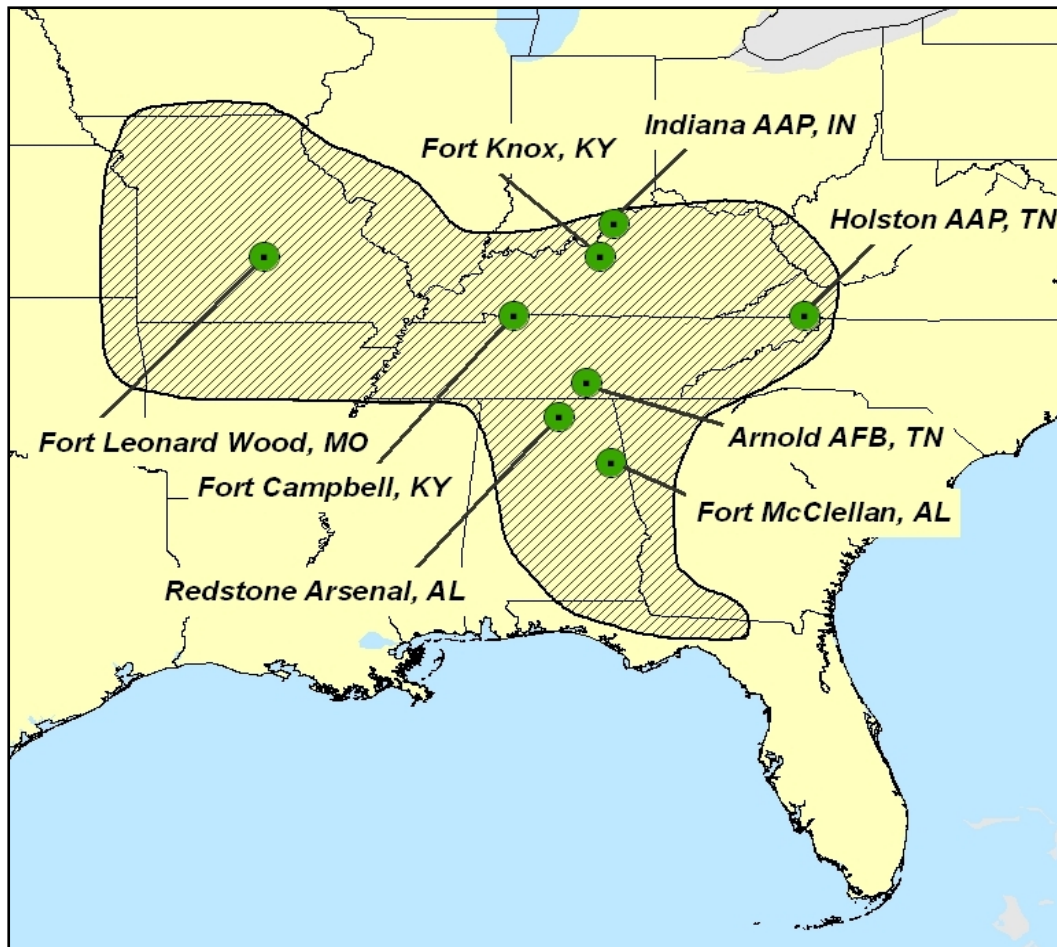 Indiana AAP, IN
Fort Knox, KY
Holston AAP, TN
Fort Leonard Wood, MO
Arnold AFB, TN
Fort Campbell, KY
Fort McClellan, AL
Redstone Arsenal, AL